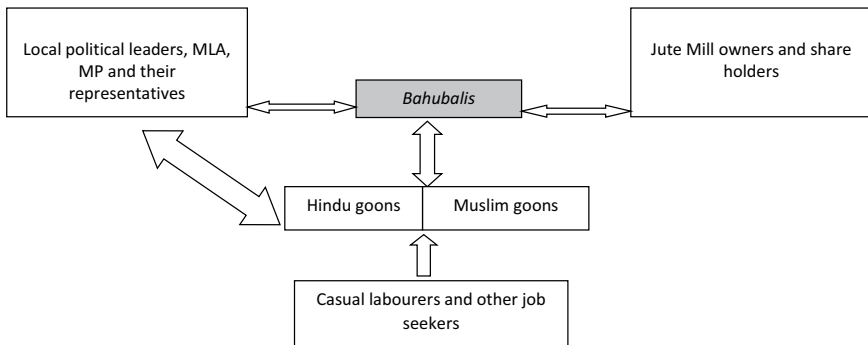 Local political leaders, MLA,
MP and their
representatives
Jute Mill owners and share
holders
Bahubalis
Hindu goons
Muslim goons
Casual labourers and other job
seekers